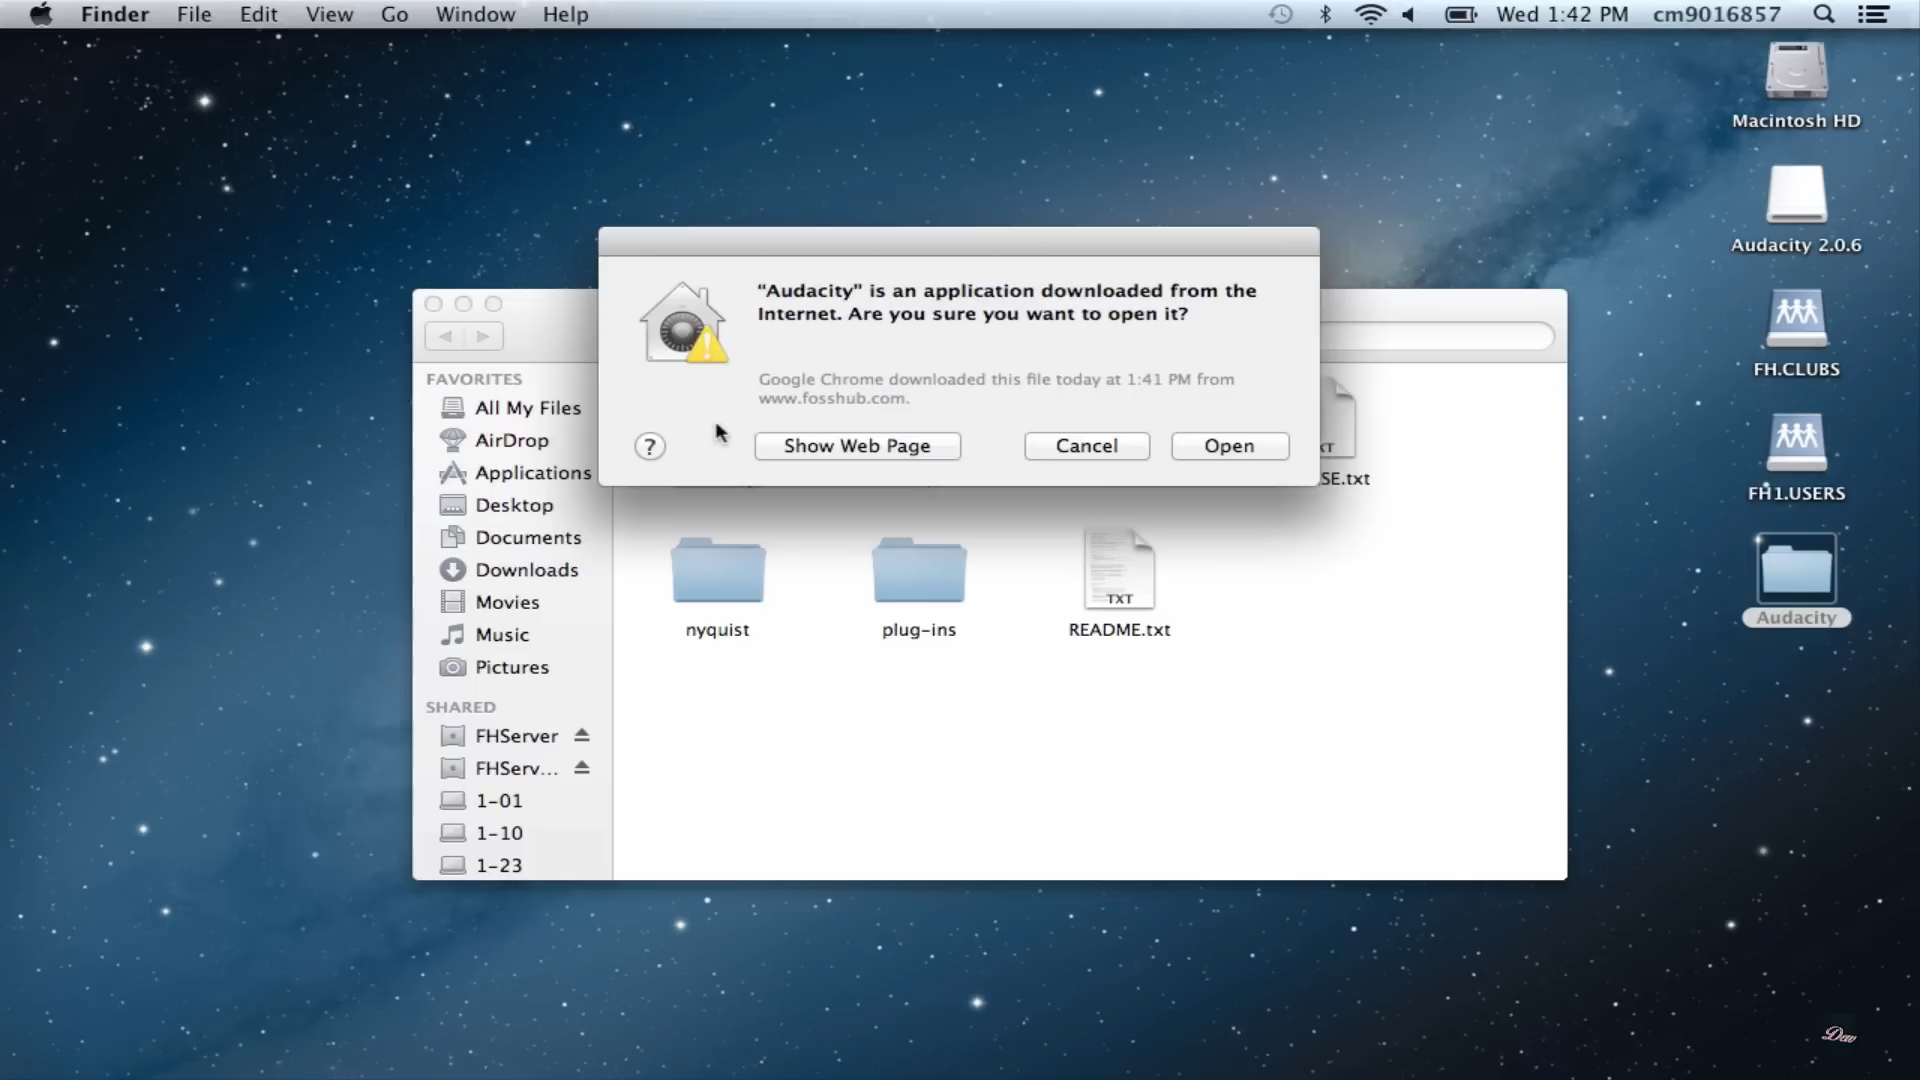 Finder File Edit View Go Window Help
Wed 1:42 PM cm9016857
Macintosh HD
Audacity 2.0.6
FH.CLUBS
FH1.USERS
Audacity
"Audacity" is an application downloaded from the
Internet. Are you sure you want to open it?
Google Chrome downloaded this file today at 1:41 PM from
www.fosshub.com.
? Show Web Page Cancel Open
FAVORITES
All My Files
AirDrop
Applications
Desktop
Documents
Downloads
Movies
Music
Pictures
SHARED
FHServer
FHServ...
1-01
1-10
1-23
SE.txt
nyquist plug-ins TXT
README.txt
Dew